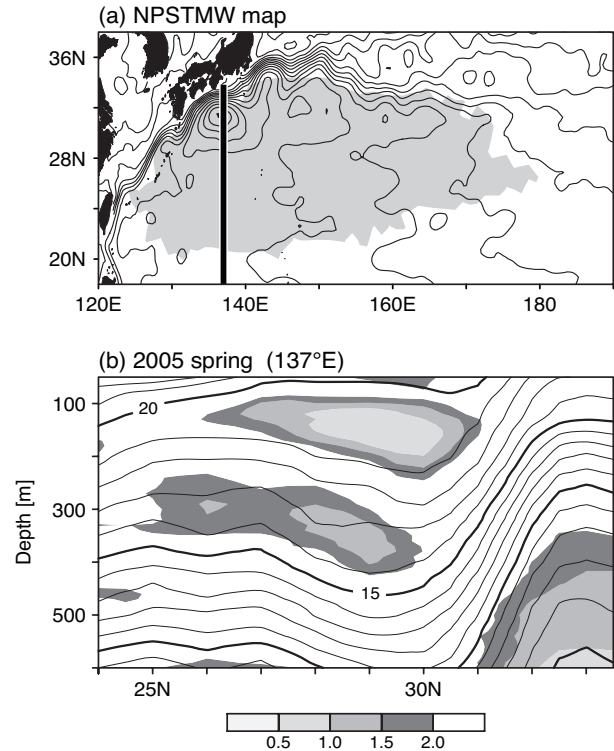 (a) NPSTMW map
36N
28N
20N
120E 140E 160E 180
(b) 2005 spring (137°E)
100
20
Depth [m]
300
15
500
25N 30N
0.5 1.0 1.5 2.0